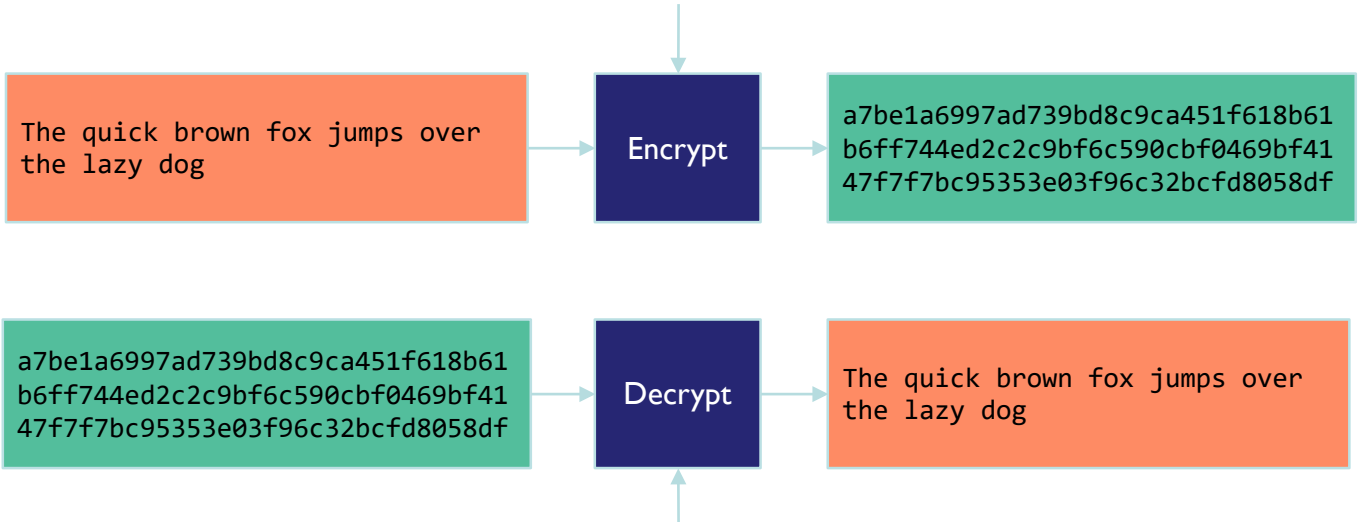 The quick brown fox jumps over
the lazy dog
Encrypt
a7be1a6997ad739bd8c9ca451f618b61
b6ff744ed2c2c9bf6c590cbf0469bf41
47f7f7bc95353e03f96c32bcfd8058df
a7be1a6997ad739bd8c9ca451f618b61
b6ff744ed2c2c9bf6c590cbf0469bf41
47f7f7bc95353e03f96c32bcfd8058df
Decrypt
The quick brown fox jumps over
the lazy dog